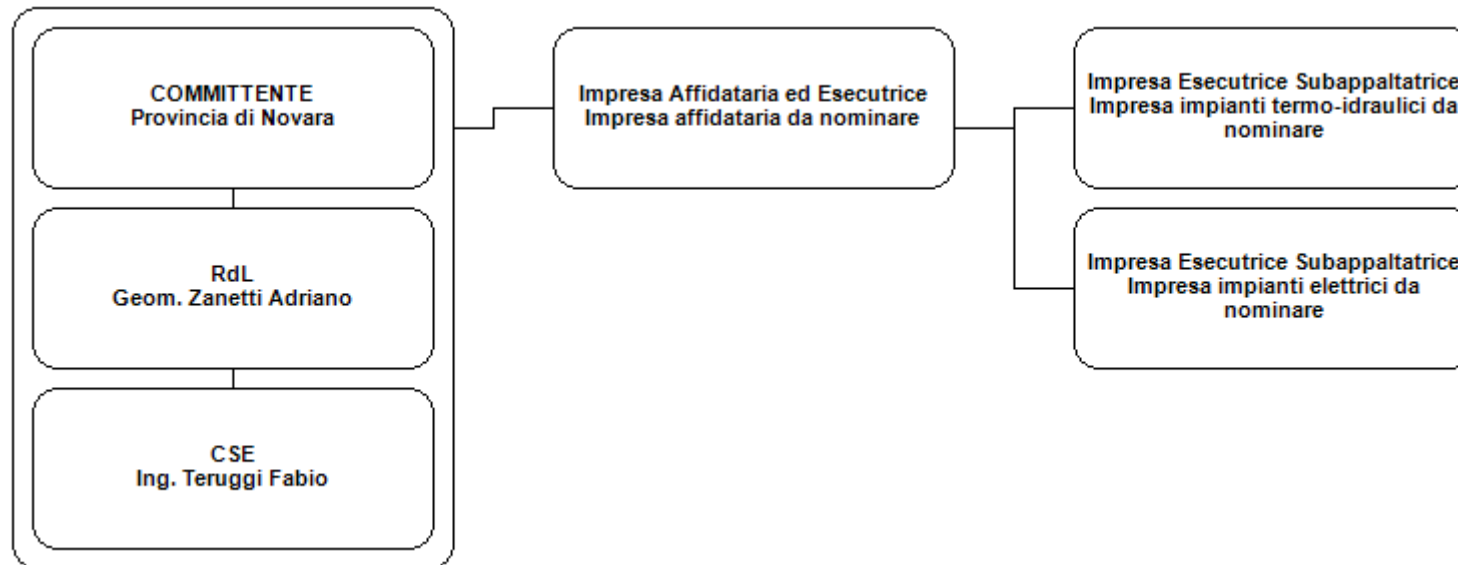 COMMITTENTE
Provincia di Novara
RdL
Geom. Zanetti Adriano
CSE
Ing. Teruggi Fabio
Impresa Affidataria ed Esecutrice
Impresa affidataria da nominare
Impresa Esecutrice Subappaltatrice
Impresa impianti termo-idraulici da
nominare
Impresa Esecutrice Subappaltatrice
Impresa impianti elettrici da
nominare